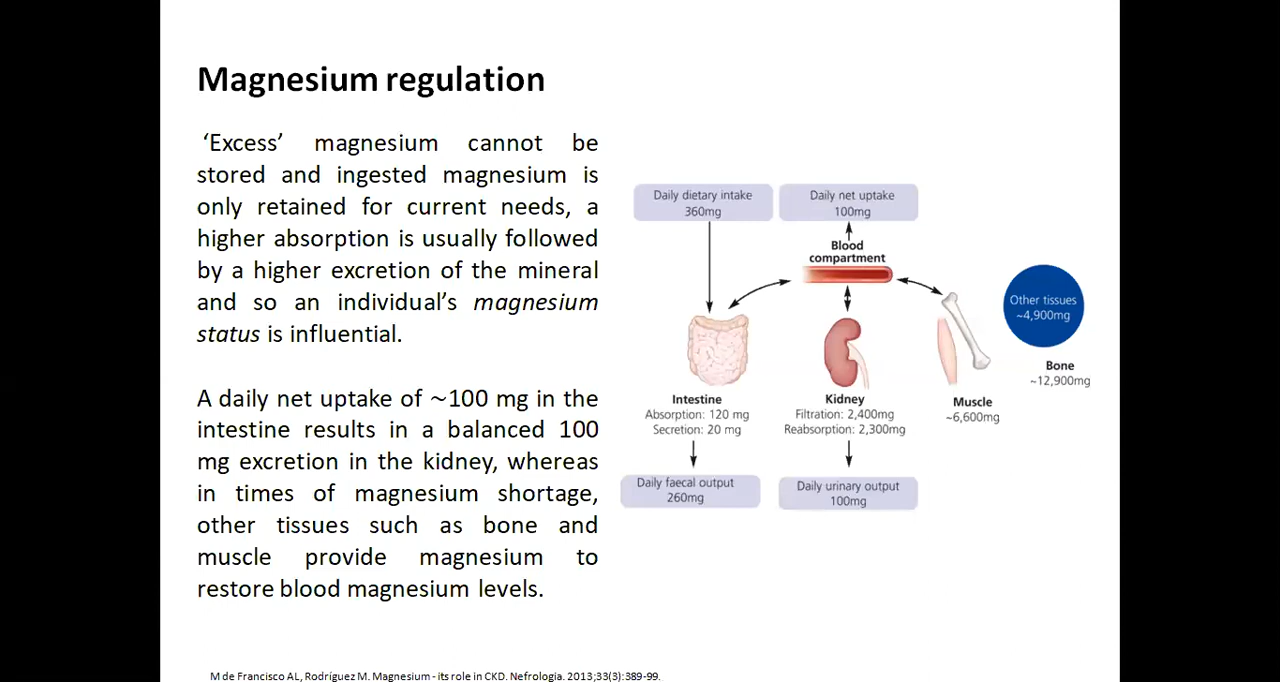 Magnesium regulation
‘Excess’ magnesium cannot be
stored and ingested magnesium is
only retained for current needs, a
higher absorption is usually followed
by a higher excretion of the mineral
and so an individual’s magnesium
status is influential.
A daily net uptake of ~100 mg in the
intestine results in a balanced 100
mg excretion in the kidney, whereas
in times of magnesium shortage,
other tissues such as bone and
muscle provide magnesium to
restore blood magnesium levels.
Daily dietary intake
360mg
Daily net uptake
100mg
Blood
compartment
Other tissues
~4,900mg
Bone
~12,900mg
Muscle
~6,600mg
Intestine
Absorption: 120 mg
Secretion: 20 mg
Kidney
Filtration: 2,400mg
Reabsorption: 2,300mg
Daily faecal output
260mg
Daily urinary output
100mg
M de Francisco AL, Rodríguez M. Magnesium - its role in CKD. Nefrologia. 2013;33(3):389-99.